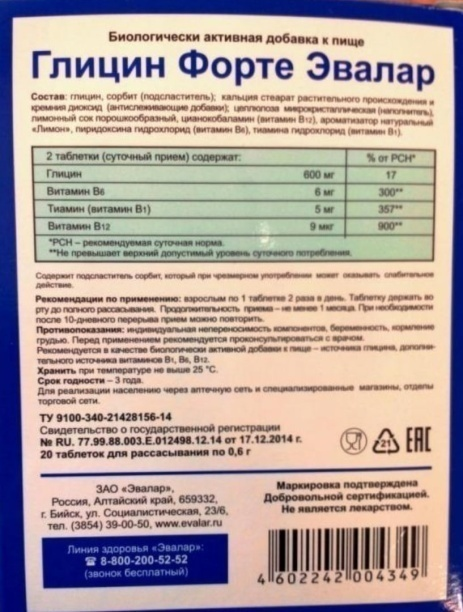 Биологически активная добавка к пище
Глицин Форте Эвалар
Состав: глицин, сорбит (подсластитель); кальция стеарат растительного происхождения и
кремния диоксид (антислеживающие добавки); целлюлоза микрокристаллическая (наполнитель),
лимонный сок порошкообразный, цианокобаламин (витамин B12), ароматизатор натуральный
«Лимон», пиридоксина гидрохлорид (витамин B6), тиамина гидрохлорид (витамин B1).
2 таблетки (суточный прием) содержат: % от РСН*
Глицин 600 мг 17
Витамин B6 6 мг 300**
Тиамин (витамин B1) 5 мг 357**
Витамин B12 9 мкг 900**
*РСН – рекомендуемая суточная норма.
**Не превышает верхний допустимый уровень суточного потребления.
Содержит подсластитель сорбит, который при чрезмерном употреблении может оказывать слабительное
действие.
Рекомендации по применению: взрослым по 1 таблетке 2 раза в день. Таблетку держать во
рту до полного рассасывания. Продолжительность приема – не менее 1 месяца. При необходимости
после 10-дневного перерыва прием можно повторить.
Противопоказания: индивидуальная непереносимость компонентов, беременность, кормление
грудью. Перед применением рекомендуется проконсультироваться с врачом.
Рекомендуется в качестве биологически активной добавки к пище – источника глицина, дополни-
тельного источника витаминов B1, B6, B12.
Хранить при температуре не выше 25 °С.
Срок годности – 3 года.
Для реализации населению через аптечную сеть и специализированные магазины, отделы
торговой сети.
ТУ 9100-340-21428156-14
Свидетельство о государственной регистрации
№ RU. 77.99.88.003.Е.012498.12.14 от 17.12.2014 г.
20 таблеток для рассасывания по 0,6 г
21
ЕАС
ЗАО «Эвалар»,
Россия, Алтайский край, 659332,
г. Бийск, ул. Социалистическая, 23/6,
тел. (3854) 39-00-50, www.evalar.ru
Линия здоровья «Эвалар»:
☎ 8-800-200-52-52
(звонок бесплатный)
Маркировка подтверждена
Добровольной сертификацией.
Не является лекарством.
4 602242 004349